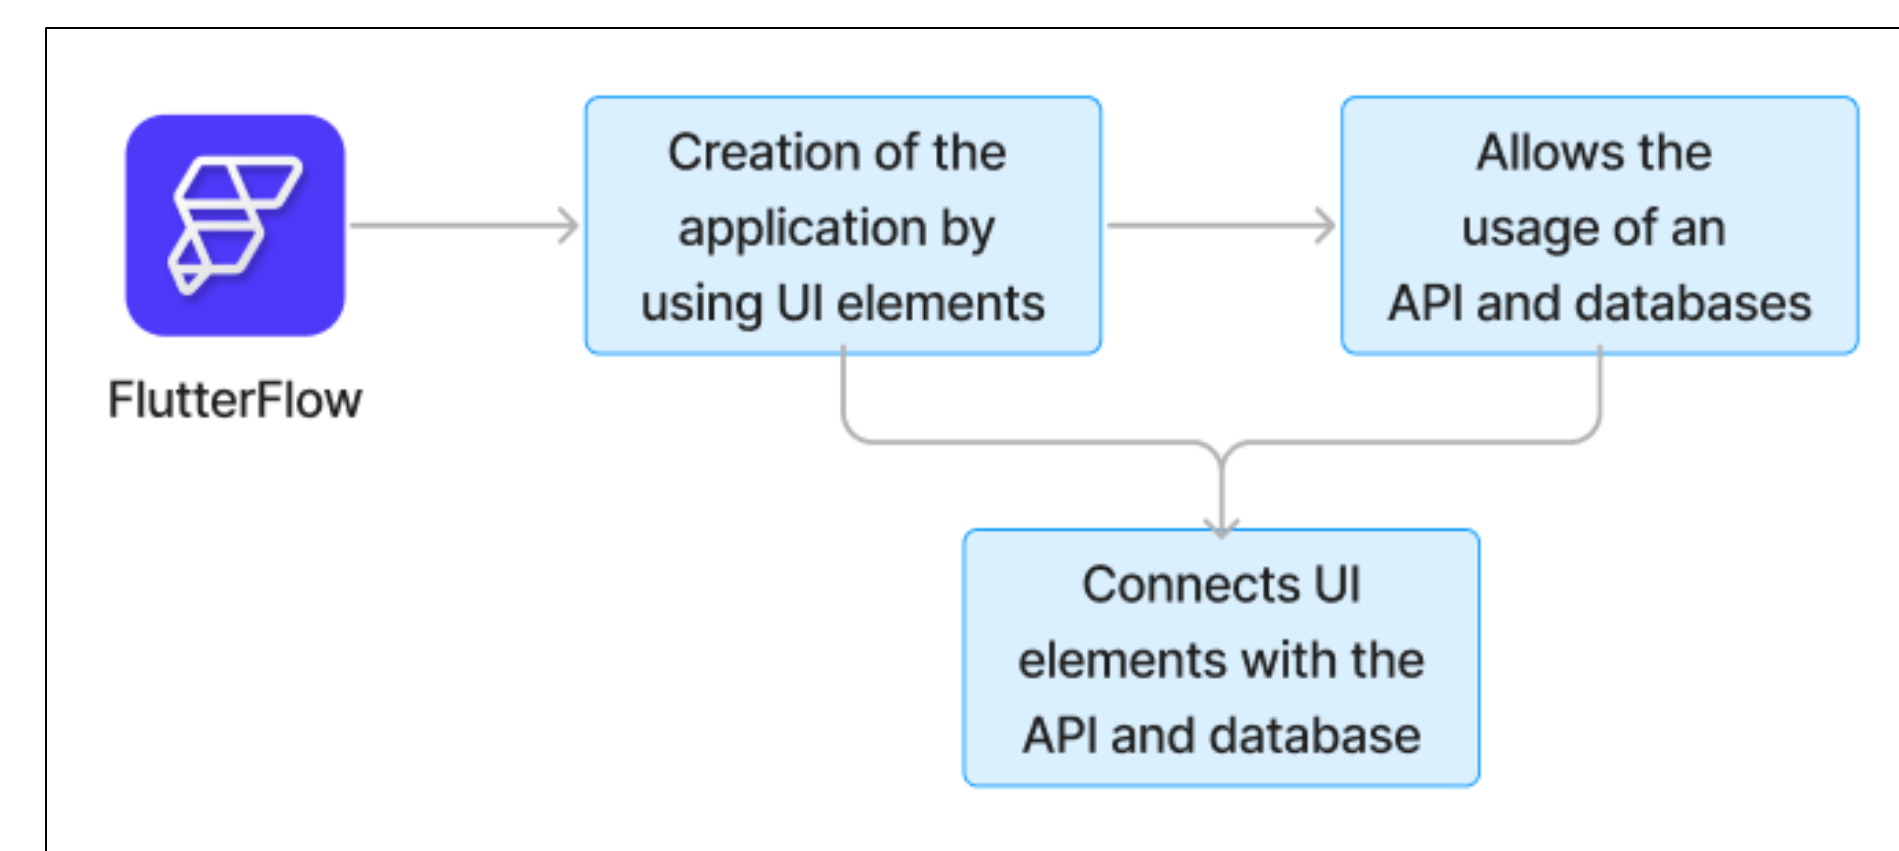 FlutterFlow
Creation of the
application by
using UI elements
Allows the
usage of an
API and databases
Connects UI
elements with the
API and database